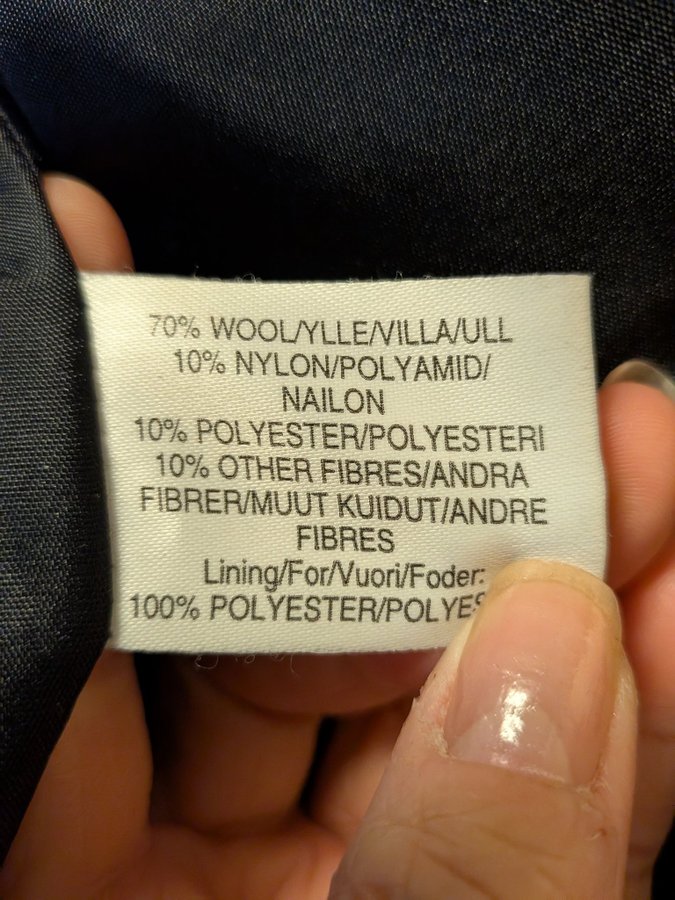 70% WOOL/YLLE/VILLA/ULL
10% NYLON/POLYAMID/
NAILON
10% POLYESTER/POLYESTERI
10% OTHER FIBRES/ANDRA
FIBRER/MUUT KUIDUT/ANDRE
FIBRES
Lining/For/Vuori/Foder:
100% POLYESTER/